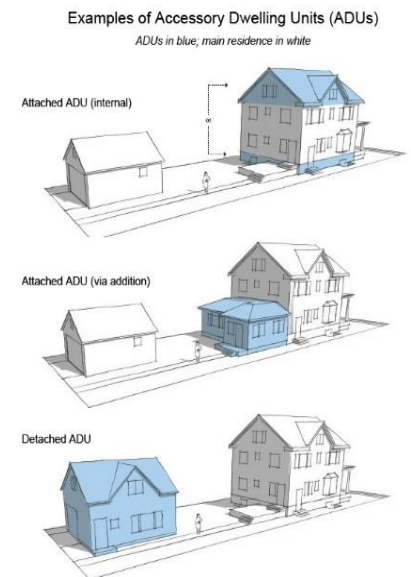 Examples of Accessory Dwelling Units (ADUs)
ADUs in blue; main residence in white
Attached ADU (internal)
or
Attached ADU (via addition)
Detached ADU